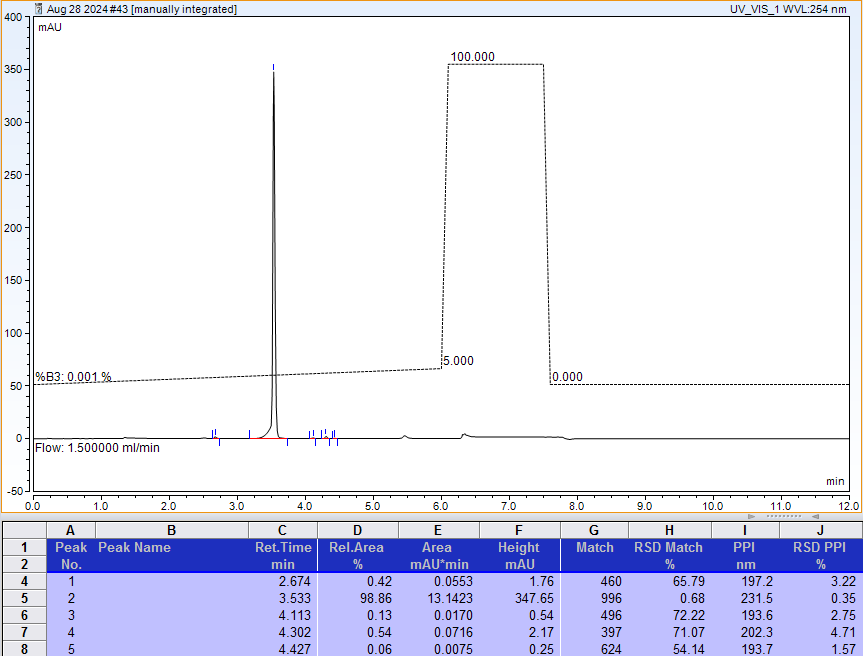 Aug 28 2024 #43 [manually integrated] UV_VIS_1 WVL:254 nm
400 mAU
350
300
250
200
150
100
50
0
-50
100.000
5.000
%B3: 0.001 %
0.000
Flow: 1.500000 ml/min
min
0.0 1.0 2.0 3.0 4.0 5.0 6.0 7.0 8.0 9.0 10.0 11.0 12.0
A B C D E F G H I J
1 Peak Peak Name Ret.Time Rel.Area Area Height Match RSD Match PPI RSD PPI
2 No. min % mAU*min mAU % nm %
4 1 2.674 0.42 0.0553 1.76 460 65.79 197.2 3.22
5 2 3.533 98.86 13.1423 347.65 996 0.68 231.5 0.35
6 3 4.113 0.13 0.0170 0.54 496 72.22 193.6 2.75
7 4 4.302 0.54 0.0716 2.17 397 71.07 202.3 4.71
8 5 4.427 0.06 0.0075 0.25 624 54.14 193.7 1.57